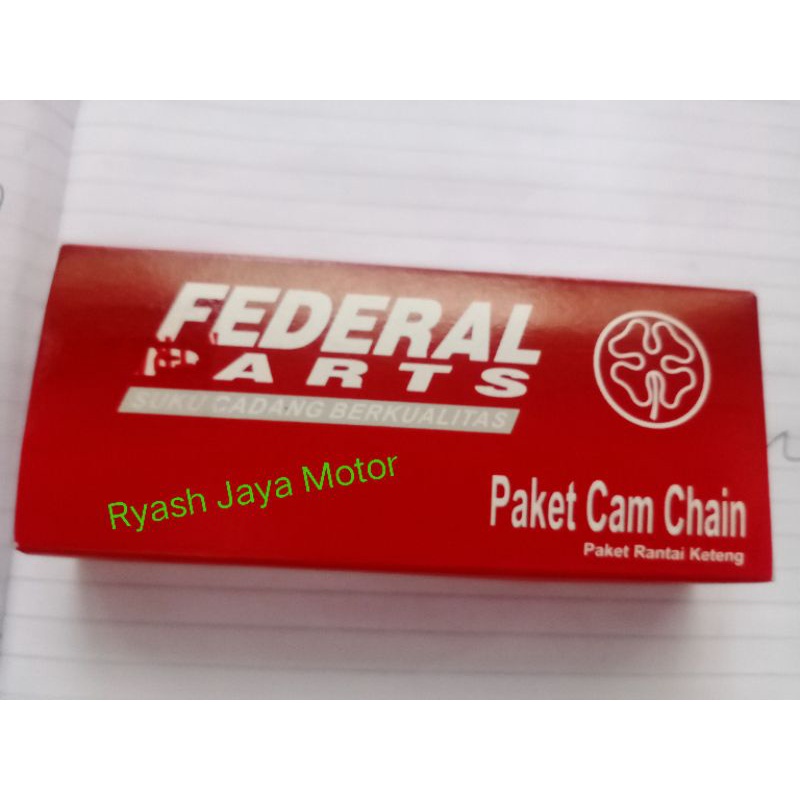 FEDERAL
PARTS
SUKU CADANG BERKUALITAS
Ryash Jaya Motor
Paket Cam Chain
Paket Rantai Keteng